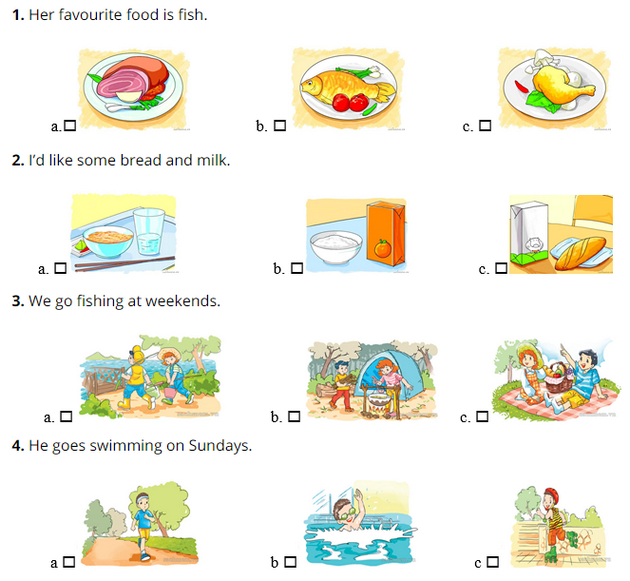 1. Her favourite food is fish.
a. b. c.
2. I'd like some bread and milk.
a. b. c.
3. We go fishing at weekends.
a. b. c.
4. He goes swimming on Sundays.
a b c